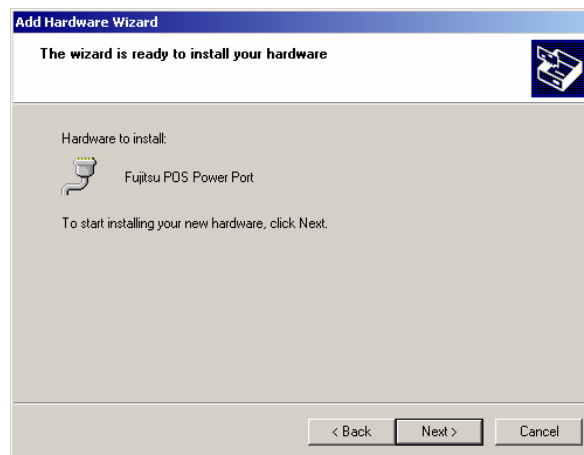 Add Hardware Wizard
The wizard is ready to install your hardware
Hardware to install:
Fujitsu POS Power Port
To start installing your new hardware, click Next.
< Back
Next >
Cancel